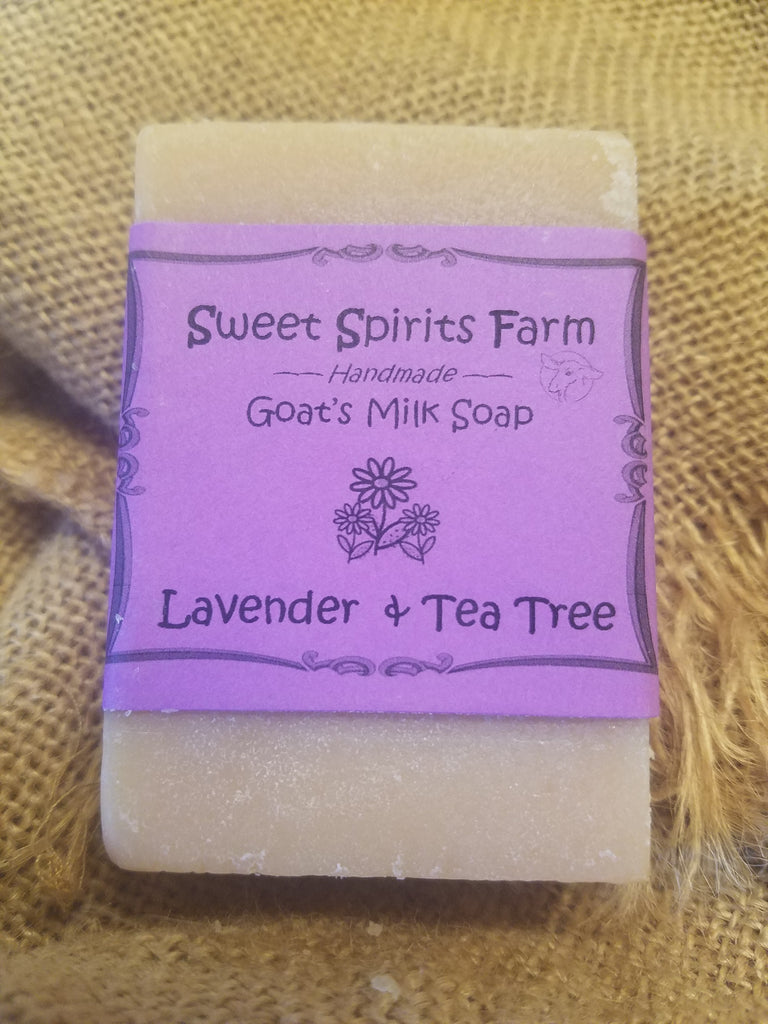 Sweet Spirits Farm
Handmade
Goat's Milk Soap
Lavender & Tea Tree